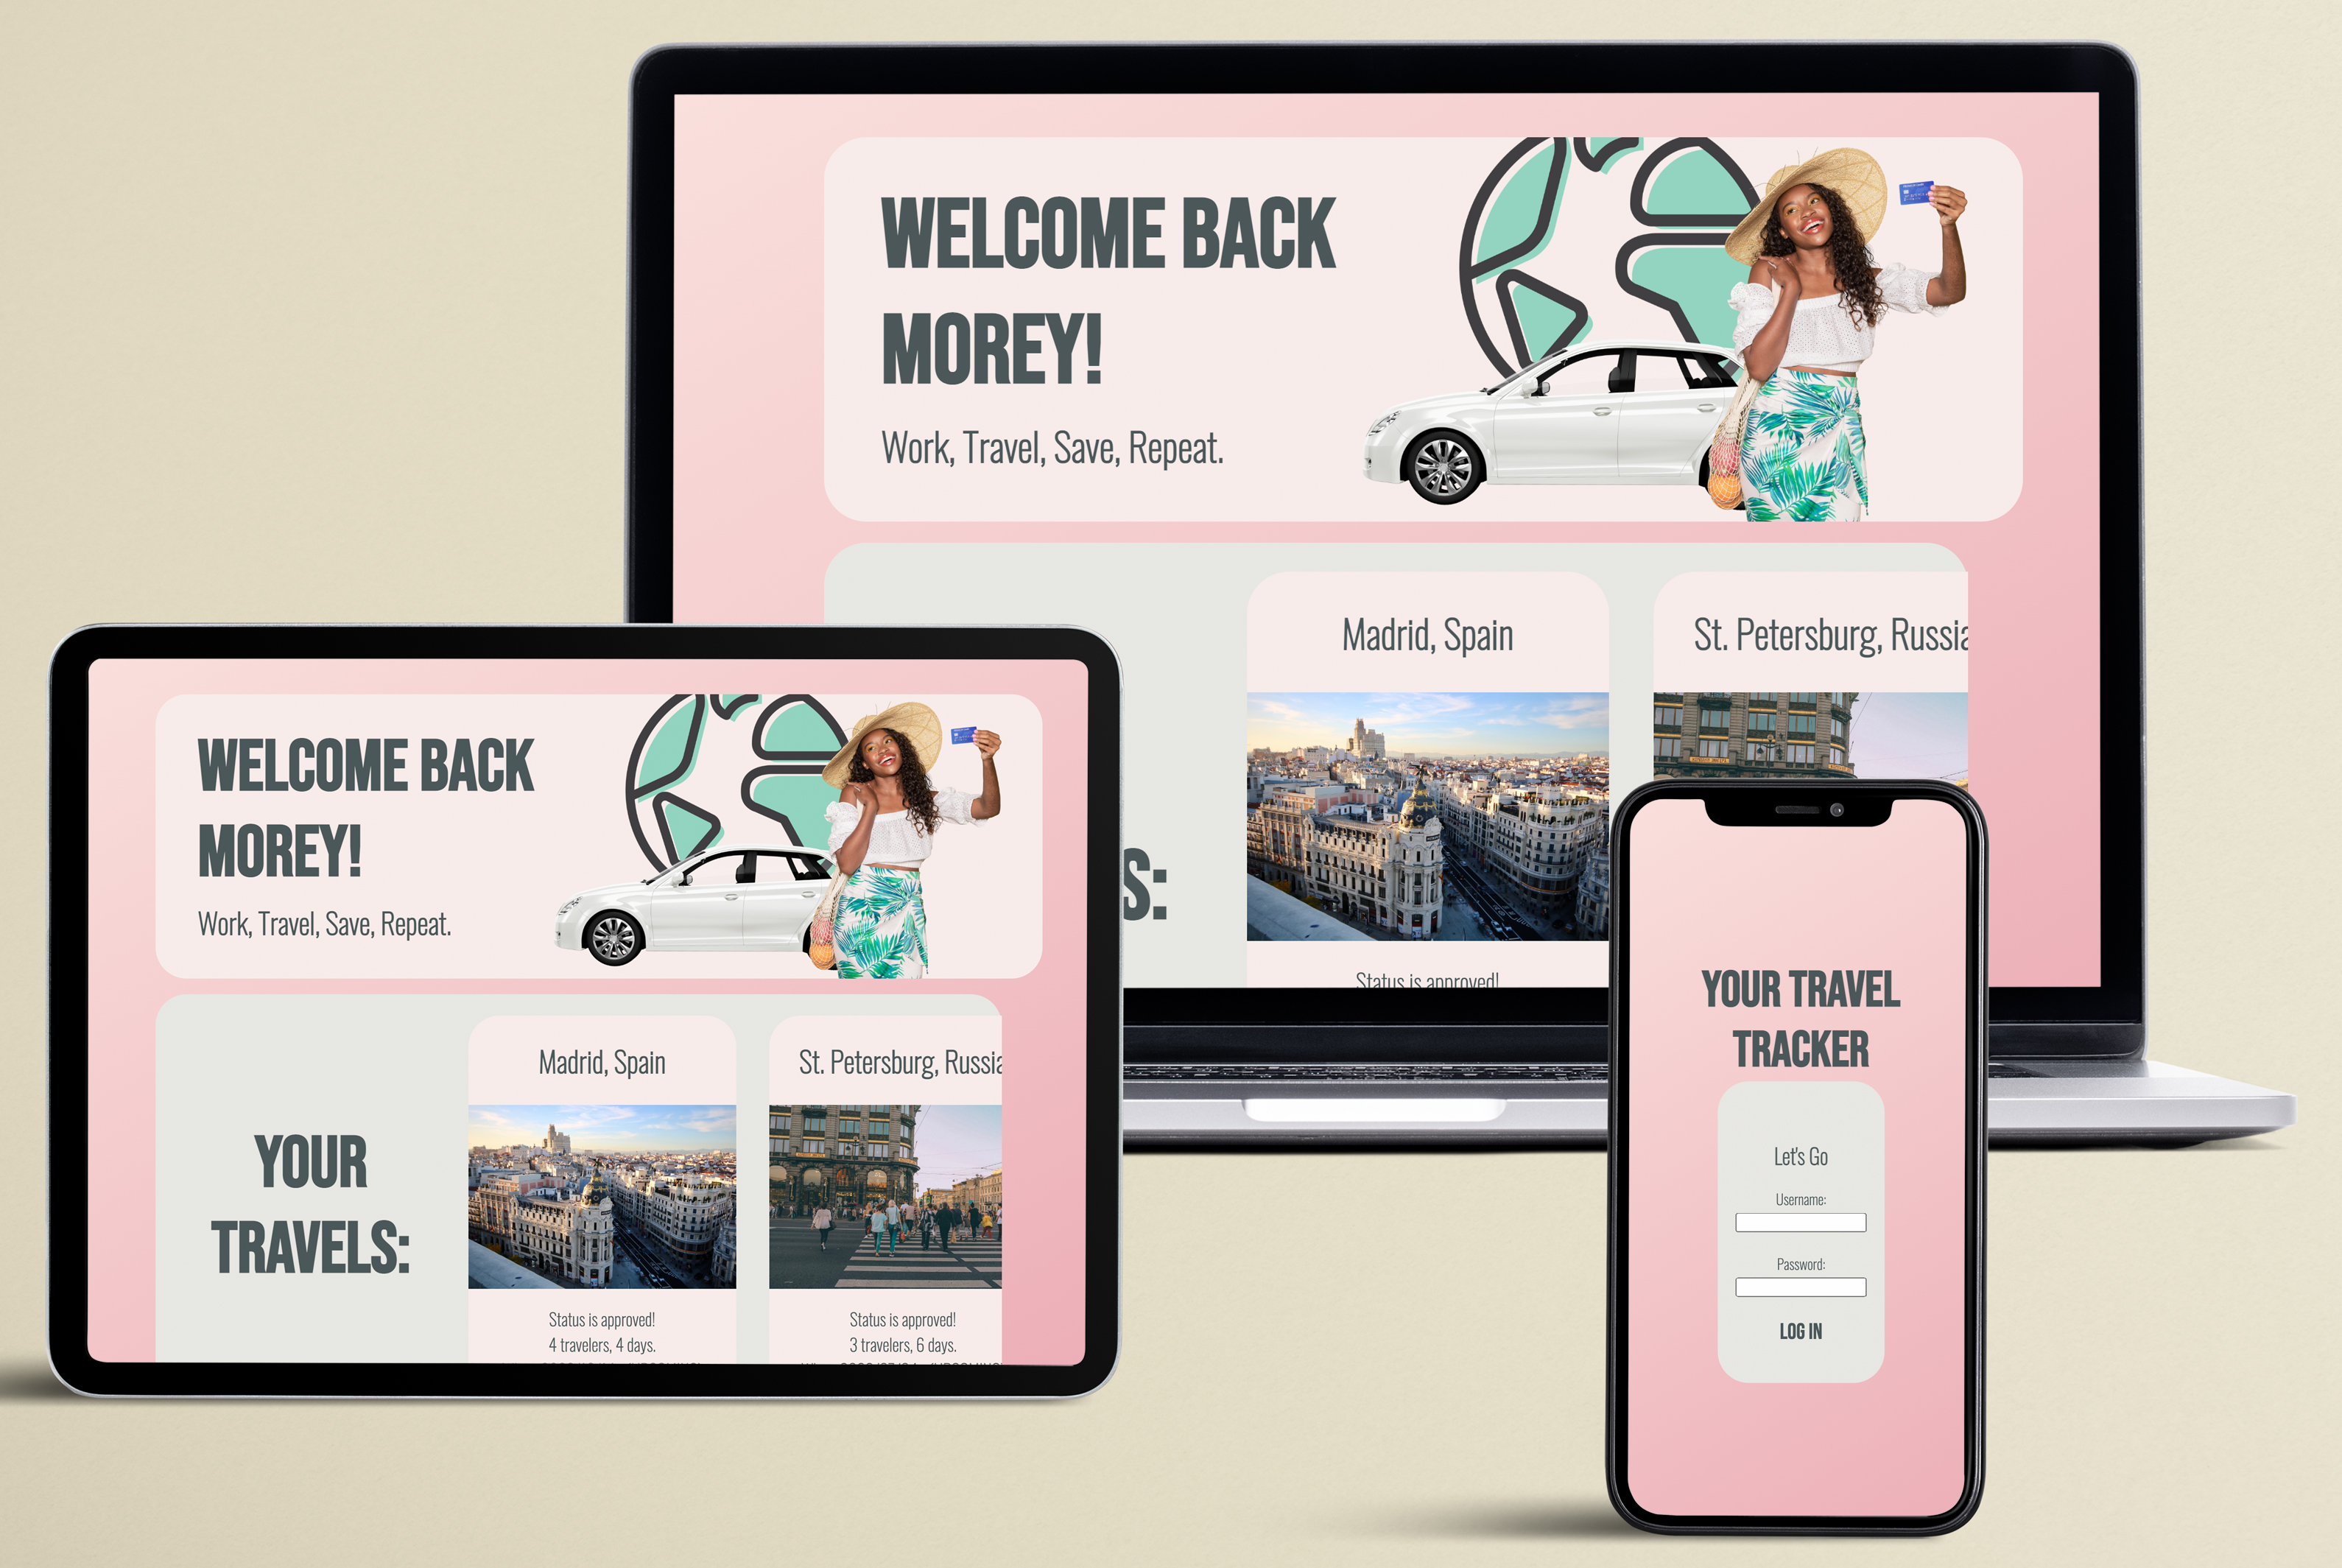 WELCOME BACK
MOREY!
Work, Travel, Save, Repeat.
Madrid, Spain
St. Petersburg, Russia
S:
Status is approved!
WELCOME BACK
MOREY!
Work, Travel, Save, Repeat.
YOUR
TRAVELS:
Madrid, Spain
St. Petersburg, Russia
Status is approved!
4 travelers, 4 days.
Status is approved!
3 travelers, 6 days.
YOUR TRAVEL
TRACKER
Let's Go
Username:
Password:
LOG IN